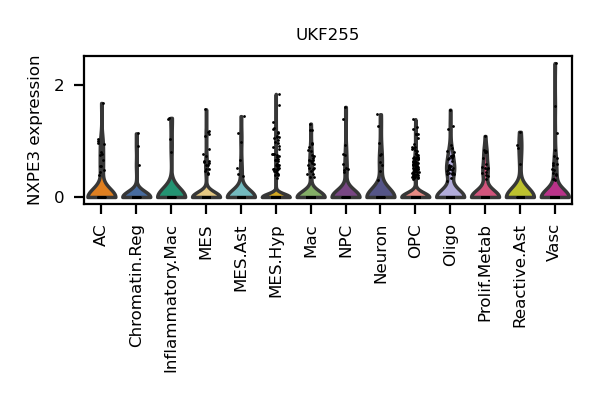 UKF255
NXPE3 expression
2
0
AC
Chromatin.Reg
Inflammatory.Mac
MES
MES.Ast
MES.Hyp
Mac
NPC
Neuron
OPC
Oligo
Prolif.Metab
Reactive.Ast
Vasc